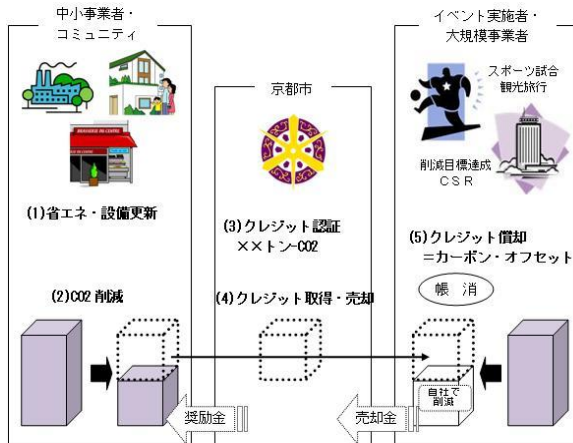 中小事業者・
コミュニティ
京都市
イベント実施者・
大規模事業者
スポーツ試合
観光旅行
削減目標達成
CSR
(1)省エネ・設備更新
(2)CO2 削減
(3)クレジット認証
××トン-CO2
(4)クレジット取得・売却
(5)クレジット償却
=カーボン・オフセット
帳 消
自社で
削減
奨励金
売却金